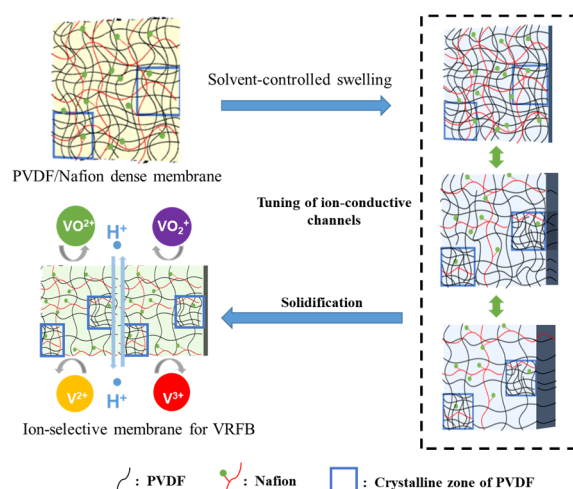 Solvent-controlled swelling
PVDF/Nafion dense membrane
Tuning of ion-conductive
channels
VO²⁺
H⁺
VO₂⁺
Solidification
V²⁺
H⁺
V³⁺
Ion-selective membrane for VRFB
: PVDF
: Nafion
: Crystalline zone of PVDF